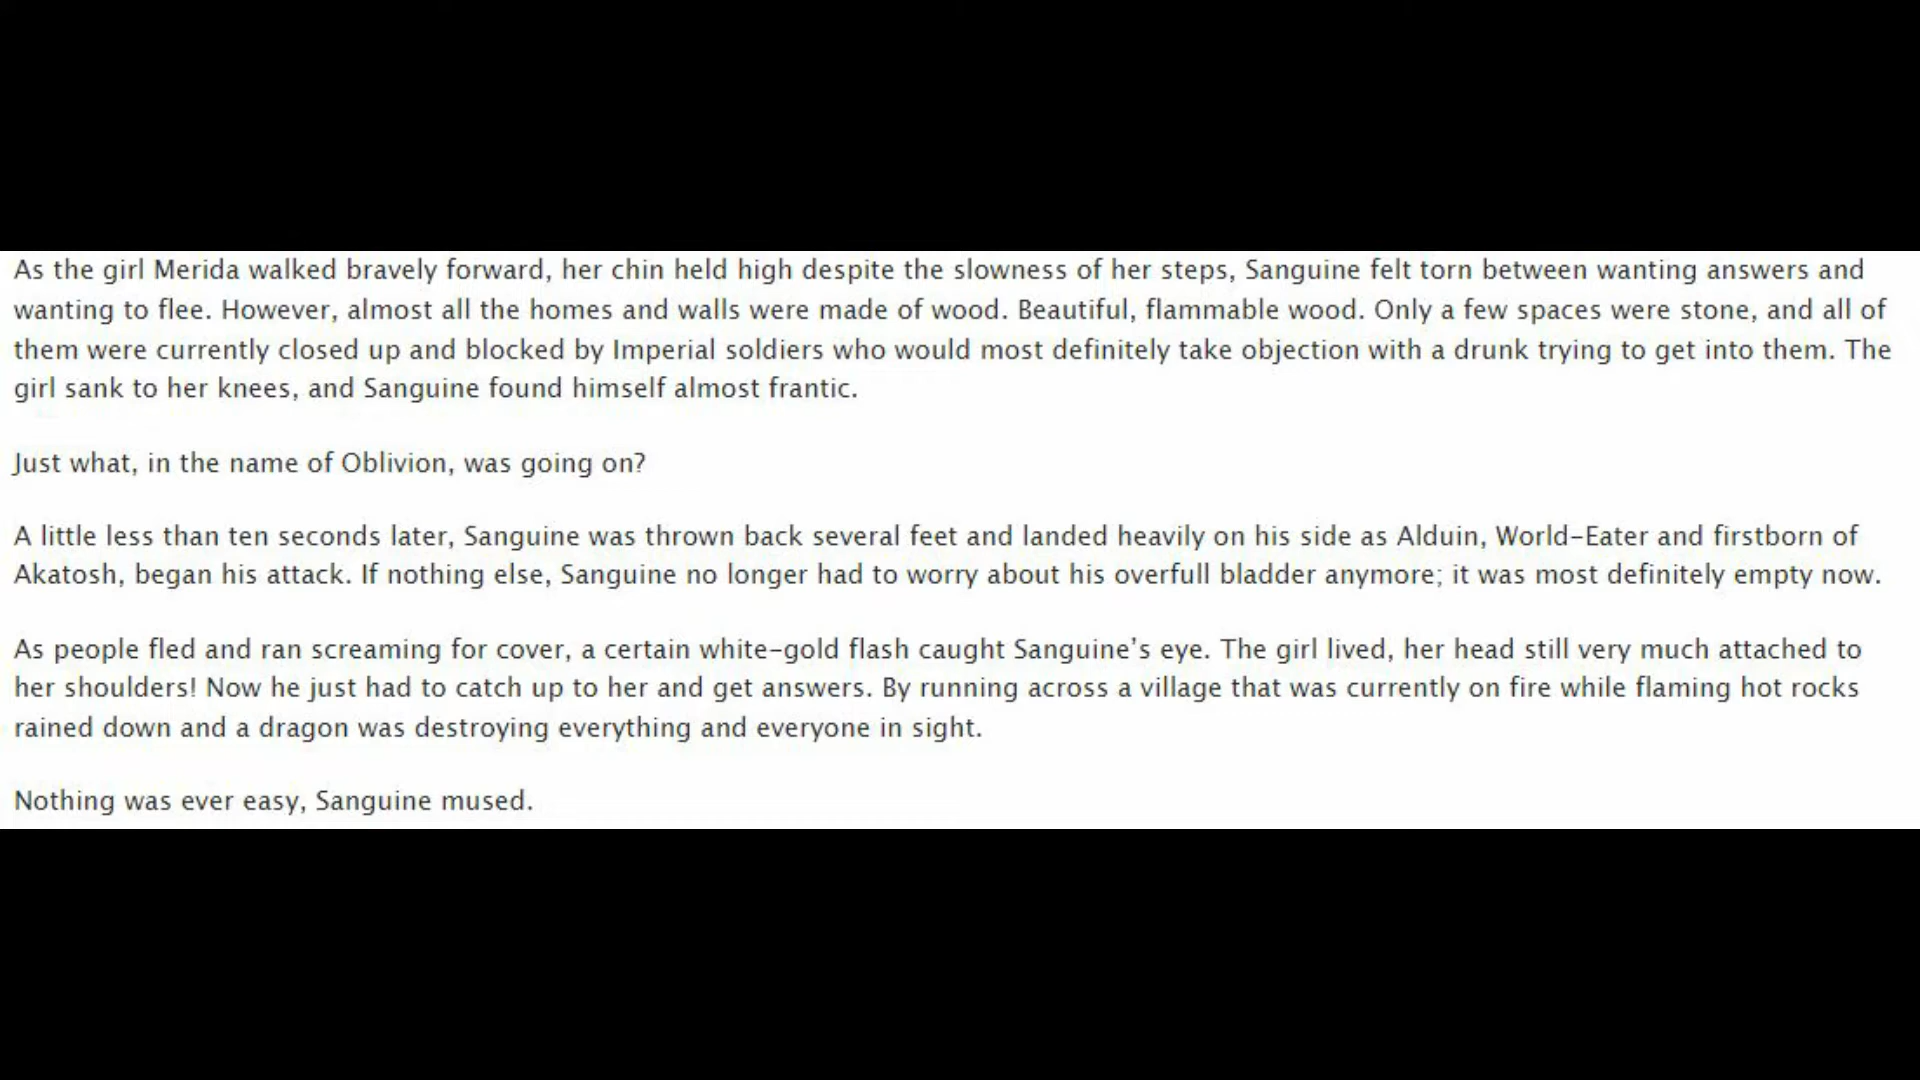 As the girl Merida walked bravely forward, her chin held high despite the slowness of her steps, Sanguine felt torn between wanting answers and
wanting to flee. However, almost all the homes and walls were made of wood. Beautiful, flammable wood. Only a few spaces were stone, and all of
them were currently closed up and blocked by Imperial soldiers who would most definitely take objection with a drunk trying to get into them. The
girl sank to her knees, and Sanguine found himself almost frantic.
Just what, in the name of Oblivion, was going on?
A little less than ten seconds later, Sanguine was thrown back several feet and landed heavily on his side as Alduin, World-Eater and firstborn of
Akatosh, began his attack. If nothing else, Sanguine no longer had to worry about his overfull bladder anymore; it was most definitely empty now.
As people fled and ran screaming for cover, a certain white-gold flash caught Sanguine's eye. The girl lived, her head still very much attached to
her shoulders! Now he just had to catch up to her and get answers. By running across a village that was currently on fire while flaming hot rocks
rained down and a dragon was destroying everything and everyone in sight.
Nothing was ever easy, Sanguine mused.